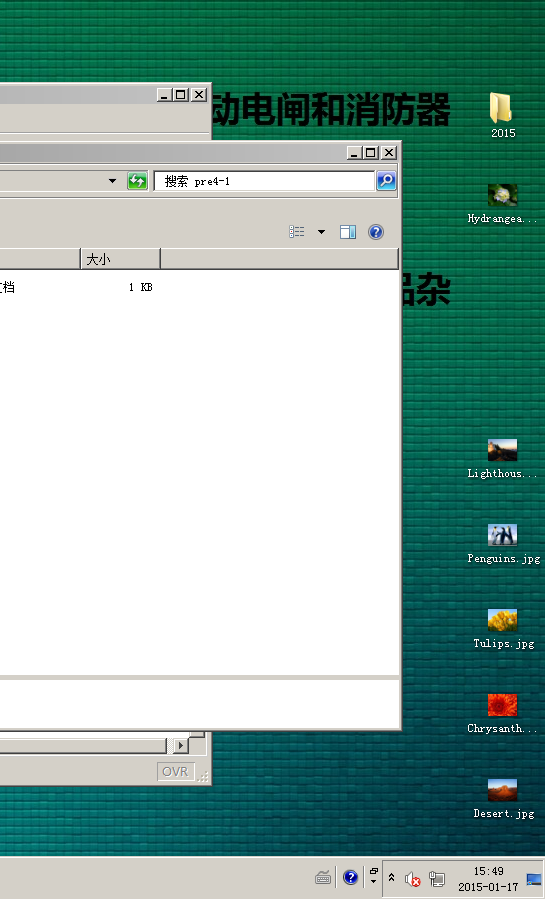 动电闸和消防器
2015
搜索 pre4-1
Hydrangea...
大小
档
1 KB
品杂
Lighthous...
Penguins.jpg
Tulips.jpg
Chrysanth...
OVR
Desert.jpg
15:49
2015-01-17